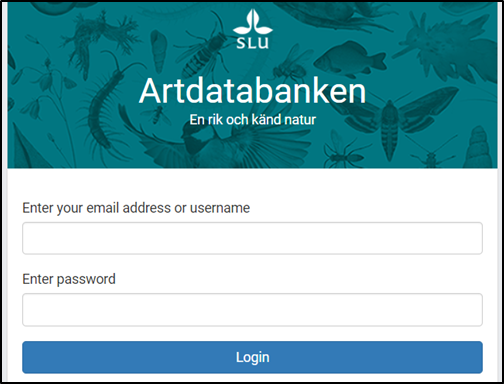 SLU
Artdatabanken
En rik och känd natur
Enter your email address or username
Enter password
Login